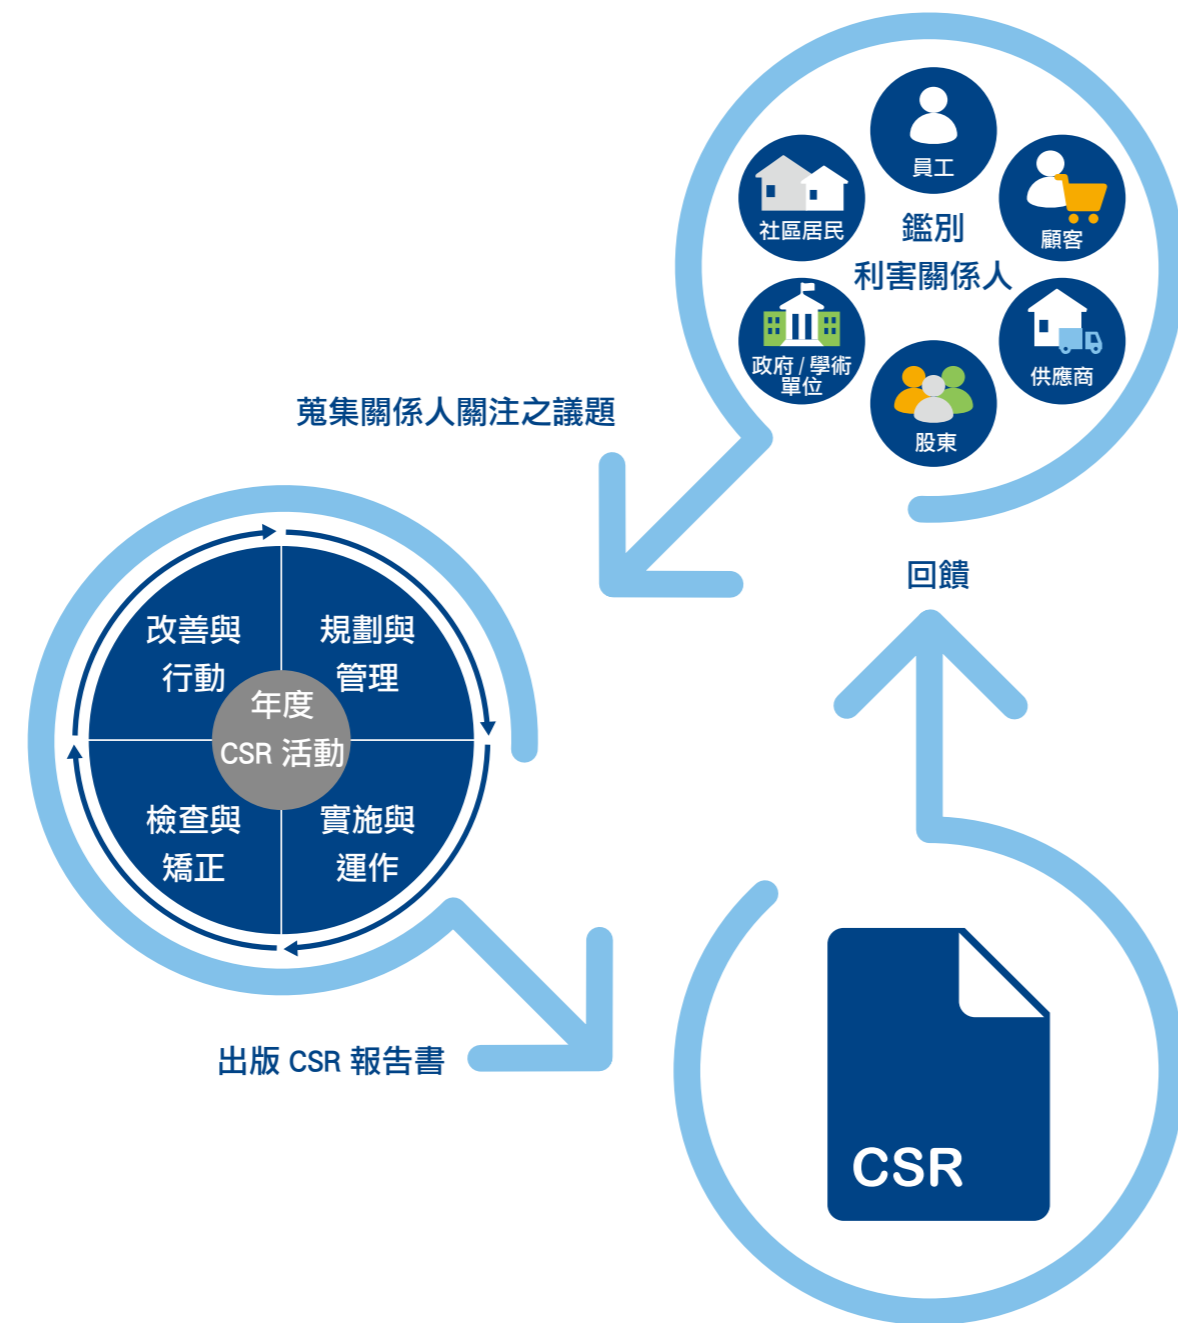 員工
社區居民
顧客
鑑別
利害關係人
政府 / 學術
單位
供應商
股東
蒐集關係人關注之議題
回饋
改善與
行動
規劃與
管理
年度
CSR 活動
檢查與
矯正
實施與
運作
出版 CSR 報告書
CSR